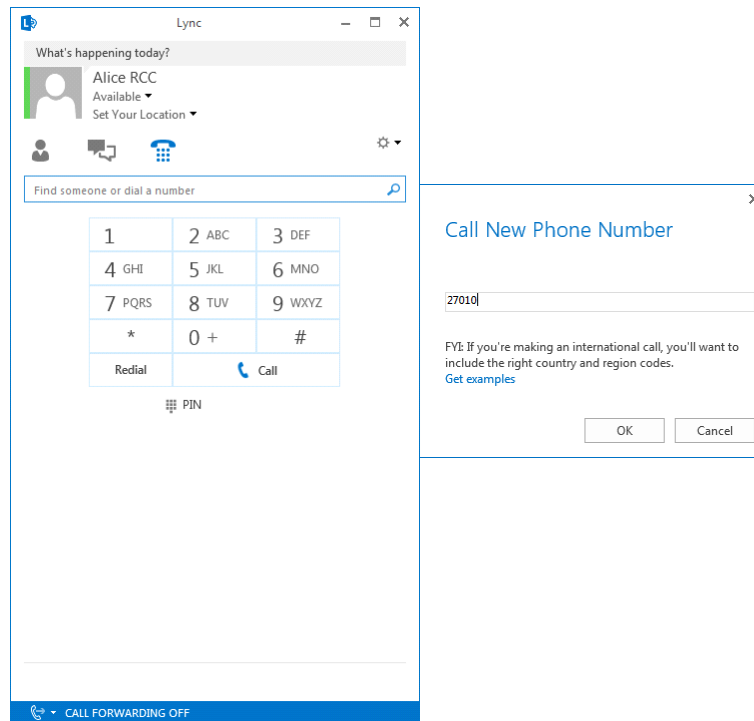 Lync
What's happening today?
Alice RCC
Available
Set Your Location
Find someone or dial a number
1 2 ABC 3 DEF
4 GHI 5 JKL 6 MNO
7 PQRS 8 TUV 9 WXYZ
* 0 + #
Redial Call
PIN
CALL FORWARDING OFF
Call New Phone Number
27010
FYI: If you're making an international call, you'll want to
include the right country and region codes.
Get examples
OK Cancel